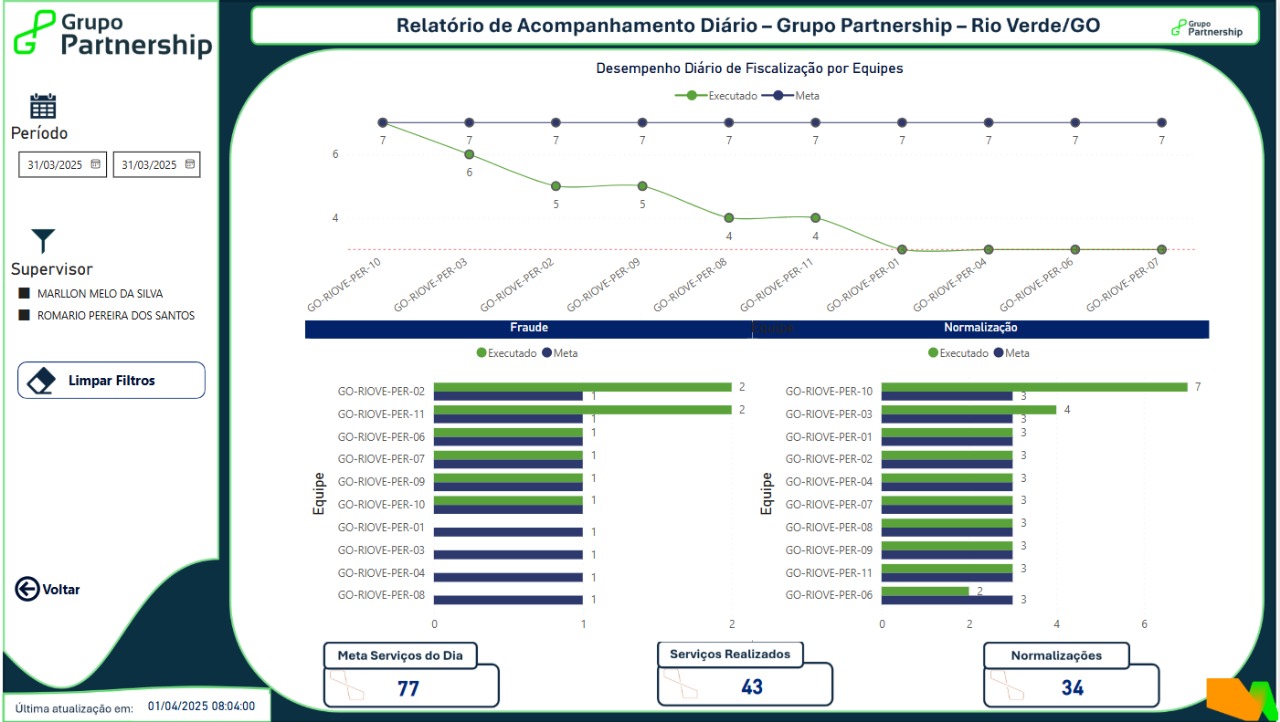 Grupo
Partnership
Relatório de Acompanhamento Diário – Grupo Partnership – Rio Verde/GO
Grupo
Partnership
Período
31/03/2025 31/03/2025
Supervisor
MARLLON MELO DA SILVA
ROMARIO PEREIRA DOS SANTOS
Limpar Filtros
Voltar
Última atualização em: 01/04/2025 08:04:00
Desempenho Diário de Fiscalização por Equipes
Executado Meta
7 7 7 7 7 7 7 7 7 7
6
6
5 5
4
4 4
GO-RIOVE-PER-10 GO-RIOVE-PER-03 GO-RIOVE-PER-02 GO-RIOVE-PER-09 GO-RIOVE-PER-08 GO-RIOVE-PER-11 GO-RIOVE-PER-01 GO-RIOVE-PER-04 GO-RIOVE-PER-06 GO-RIOVE-PER-07
Fraude
Executado Meta
Equipe
GO-RIOVE-PER-02 2
1
GO-RIOVE-PER-11 2
1
GO-RIOVE-PER-06 1
GO-RIOVE-PER-07 1
GO-RIOVE-PER-09 1
GO-RIOVE-PER-10 1
GO-RIOVE-PER-01 1
GO-RIOVE-PER-03 1
GO-RIOVE-PER-04 1
GO-RIOVE-PER-08 1
0 1 2
Equipe
Normalização
Executado Meta
Equipe
GO-RIOVE-PER-10 7
3
GO-RIOVE-PER-03 4
3
GO-RIOVE-PER-01 3
GO-RIOVE-PER-02 3
GO-RIOVE-PER-04 3
GO-RIOVE-PER-07 3
GO-RIOVE-PER-08 3
GO-RIOVE-PER-09 3
GO-RIOVE-PER-11 3
GO-RIOVE-PER-06 2
3
0 2 4 6
Meta Serviços do Dia
77
Serviços Realizados
43
Normalizações
34